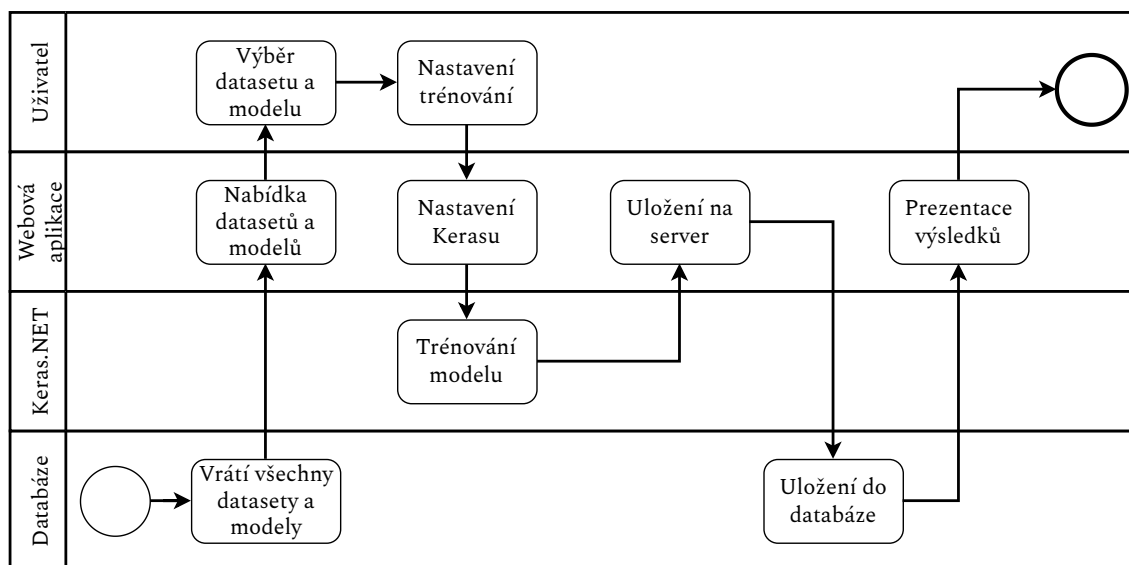 Uživatel
Výběr
datasetu a
modelu
Nastavení
trénování
Webová
aplikace
Nabídka
datasetů a
modelů
Nastavení
Kerasu
Uložení na
server
Prezentace
výsledků
Keras.NET
Trénování
modelu
Databáze
Vrátí všechny
datasety a
modely
Uložení do
databáze